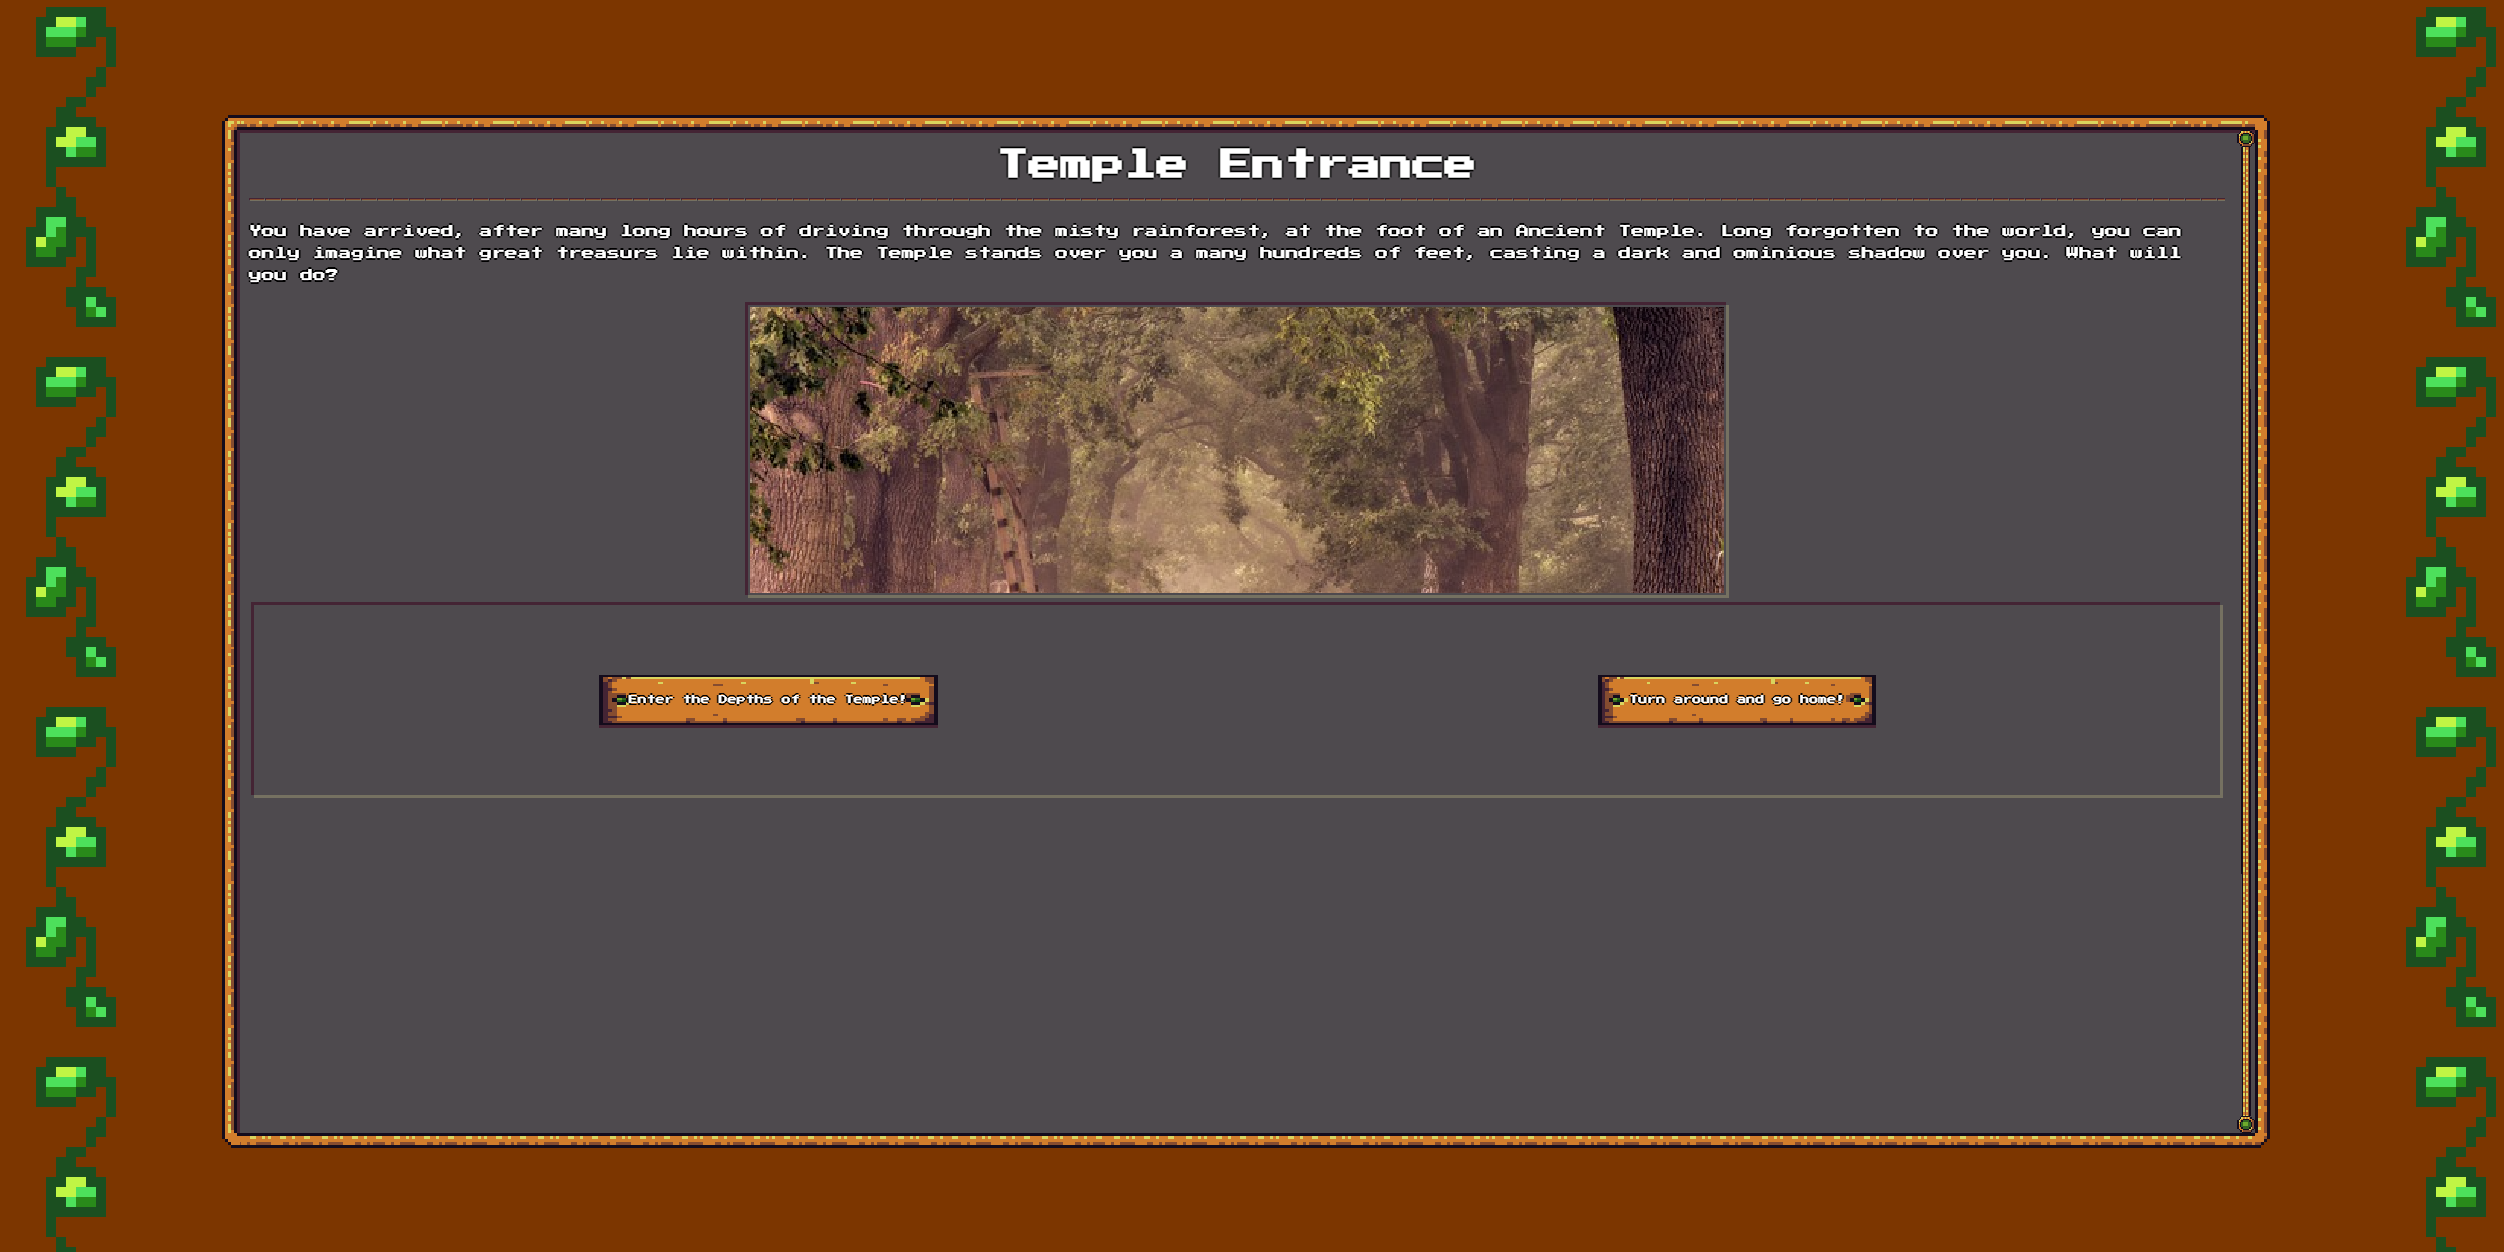 Temple Entrance
You have arrived, after many long hours of driving through the misty rainforest, at the foot of an Ancient Temple. Long forgotten to the world, you can
only imagine what great treasurs lie within. The Temple stands over you a many hundreds of feet, casting a dark and ominious shadow over you. What will
you do?
Enter the Depths of the Temple!
Turn around and go home!